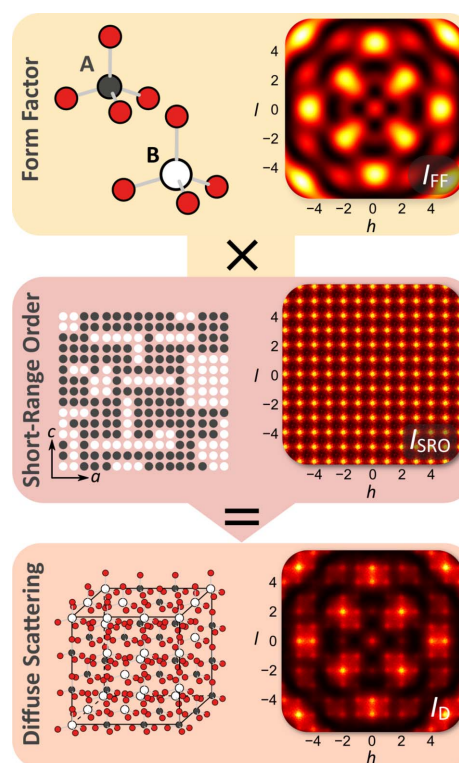 Form Factor
A
B
4
2
l
0
−2
−4
I_FF
−4 −2 0 2 4
h
×
Short-Range Order
c
a
4
2
l
0
−2
−4
I_SRO
−4 −2 0 2 4
h
=
Diffuse Scattering
4
2
l
0
−2
−4
I_D
−4 −2 0 2 4
h